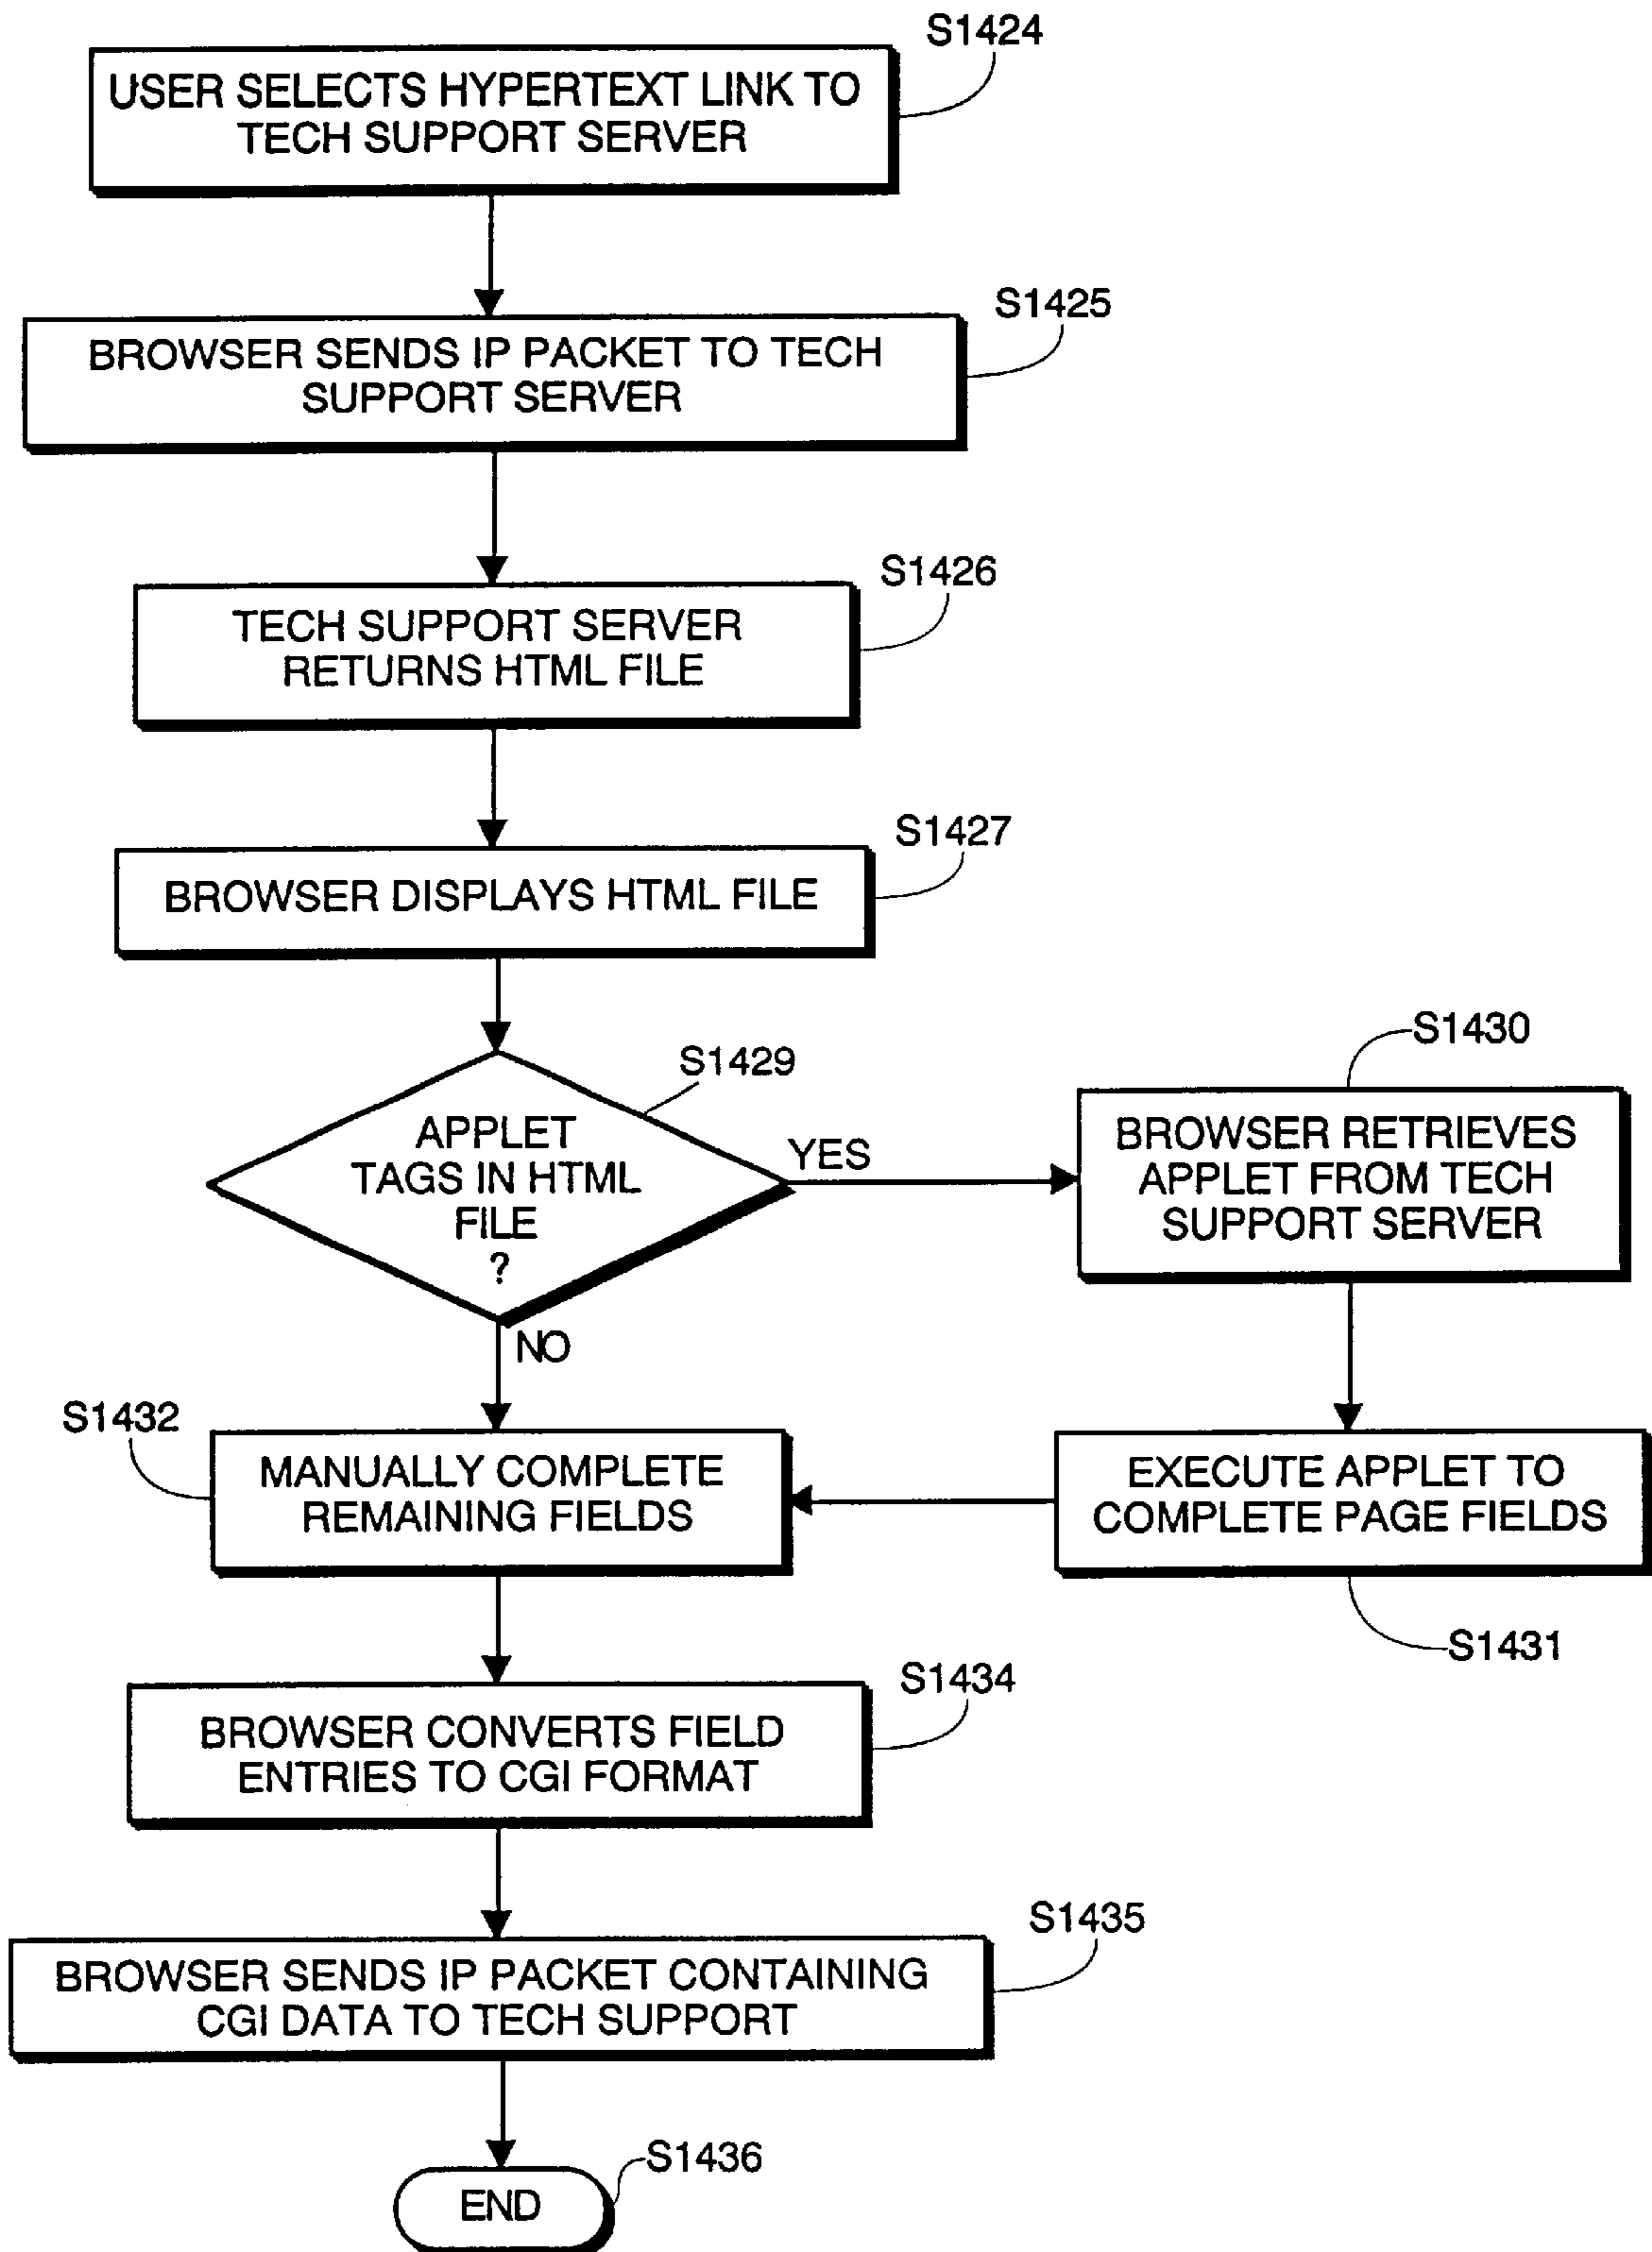 S1424
USER SELECTS HYPERTEXT LINK TO
TECH SUPPORT SERVER
S1425
BROWSER SENDS IP PACKET TO TECH
SUPPORT SERVER
S1426
TECH SUPPORT SERVER
RETURNS HTML FILE
S1427
BROWSER DISPLAYS HTML FILE
S1429
APPLET
TAGS IN HTML
FILE
?
YES
NO
S1430
BROWSER RETRIEVES
APPLET FROM TECH
SUPPORT SERVER
S1432
MANUALLY COMPLETE
REMAINING FIELDS
EXECUTE APPLET TO
COMPLETE PAGE FIELDS
S1431
S1434
BROWSER CONVERTS FIELD
ENTRIES TO CGI FORMAT
S1435
BROWSER SENDS IP PACKET CONTAINING
CGI DATA TO TECH SUPPORT
S1436
END